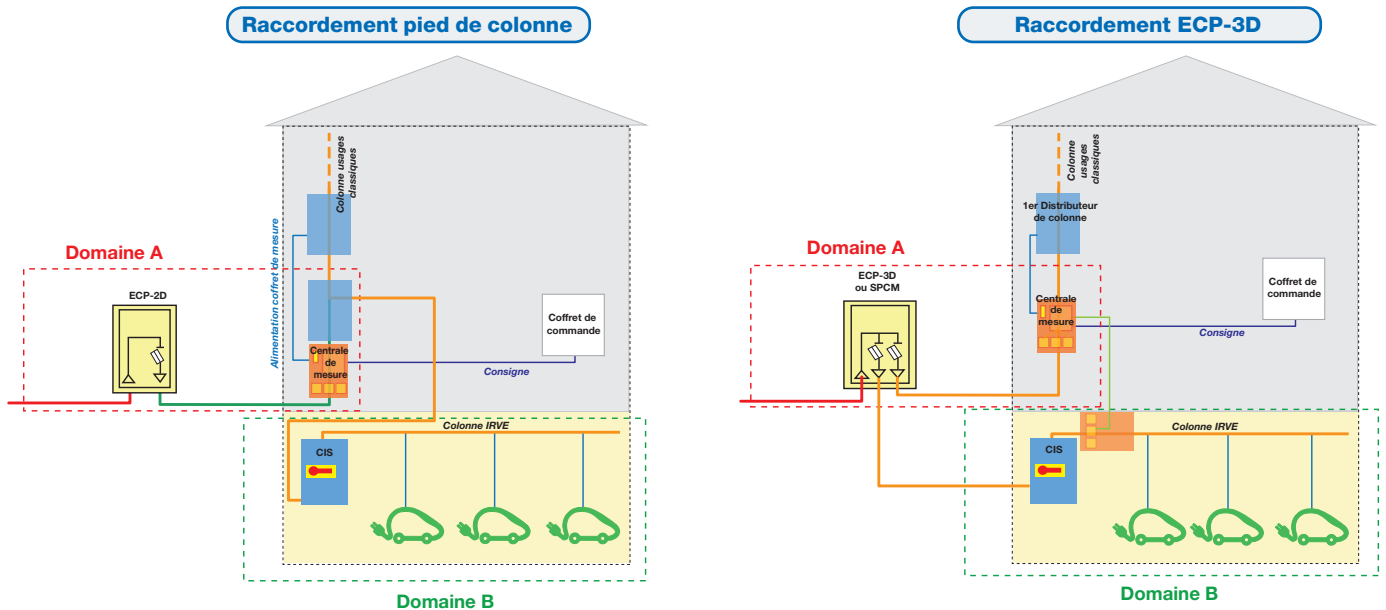 Raccordement pied de colonne
Colonne usages
classiques
Alimentation coffret de mesure
Domaine A
ECP-2D
Centrale
de
mesure
Coffret de
commande
Consigne
Colonne IRVE
CIS
Domaine B
Raccordement ECP-3D
Colonne
usages
classiques
1er Distributeur
de colonne
Domaine A
ECP-3D
ou SPCM
Centrale
de
mesure
Coffret de
commande
Consigne
Colonne IRVE
CIS
Domaine B